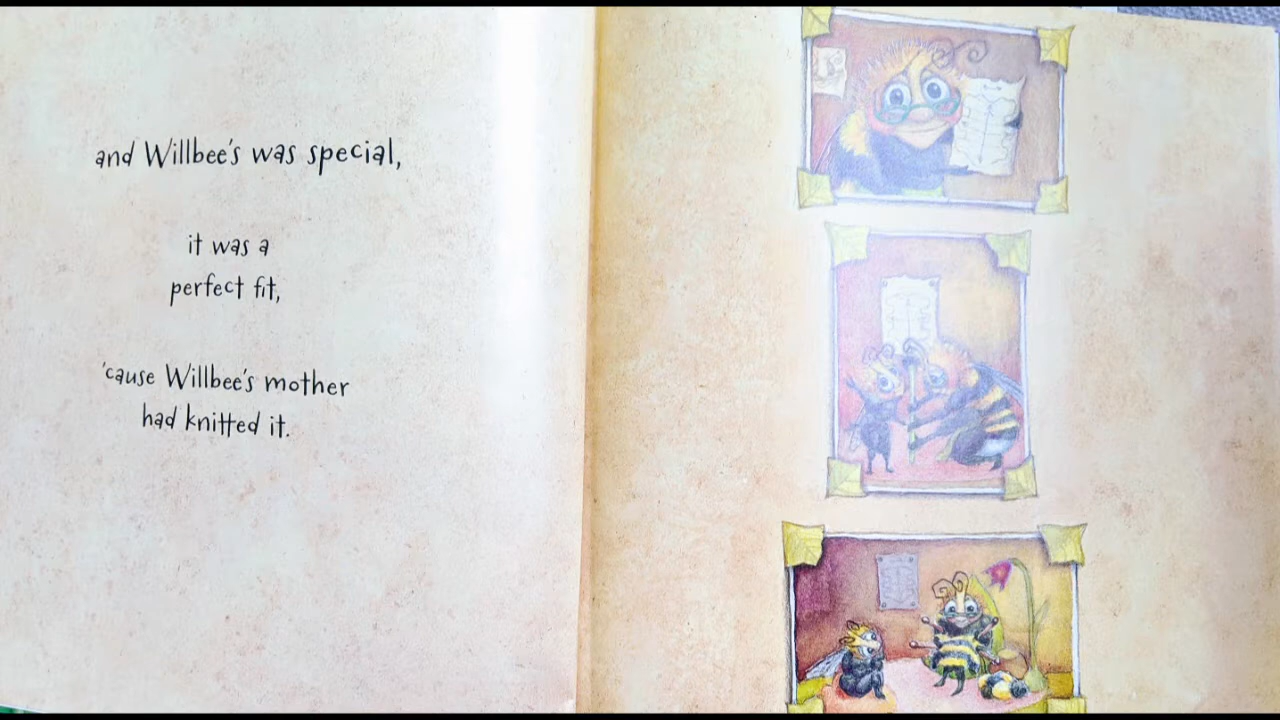 and Willbee's was special,
it was a
perfect fit,
'cause Willbee's mother
had knitted it.